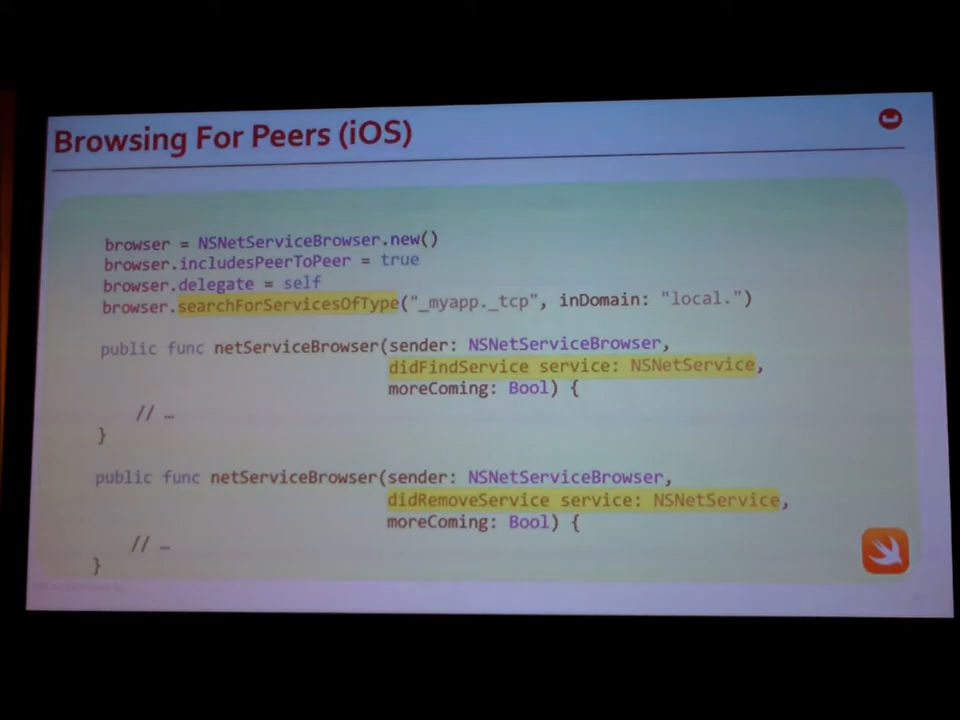 Browsing For Peers (iOS)
browser = NSNetServiceBrowser.new()
browser.includesPeerToPeer = true
browser.delegate = self
browser.searchForServicesOfType("_myapp._tcp", inDomain: "local.")
public func netServiceBrowser(sender: NSNetServiceBrowser,
didFindService service: NSNetService,
moreComing: Bool) {
// …
}
public func netServiceBrowser(sender: NSNetServiceBrowser,
didRemoveService service: NSNetService,
moreComing: Bool) {
// …
}